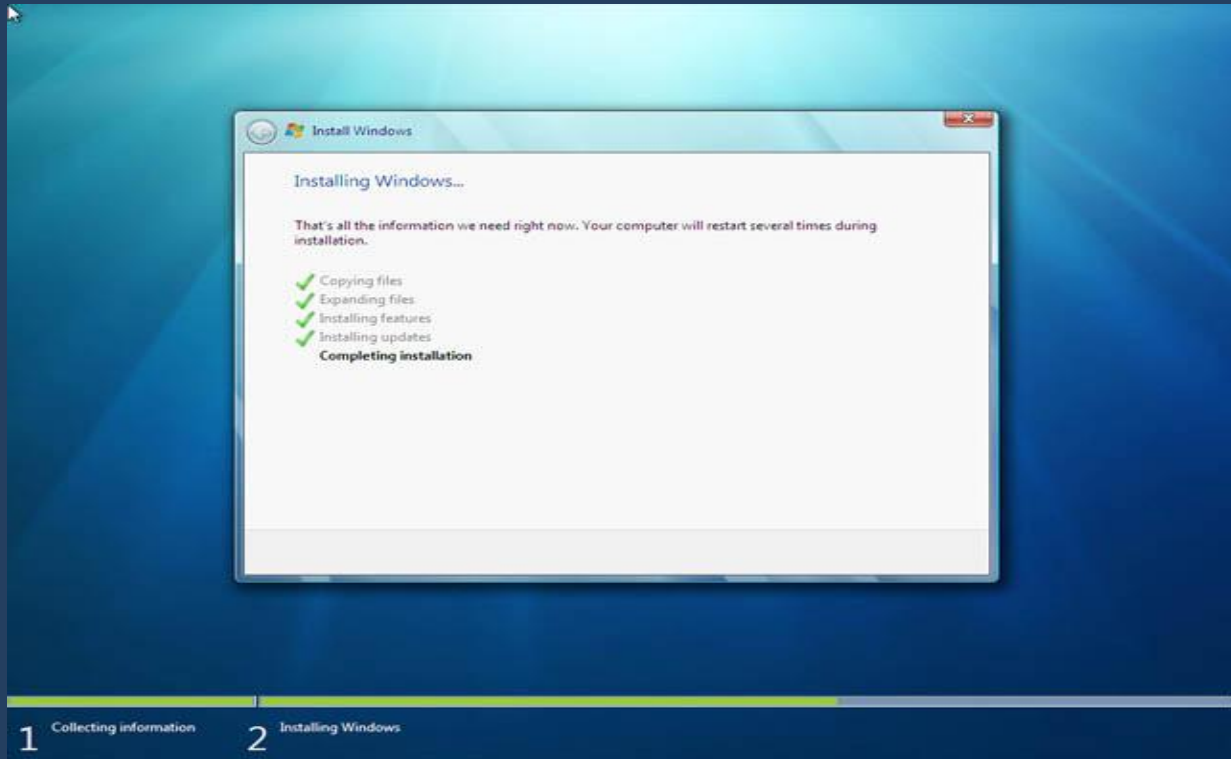 Install Windows
Installing Windows...
That's all the information we need right now. Your computer will restart several times during
installation.
Copying files
Expanding files
Installing features
Installing updates
Completing installation
1 Collecting information
2 Installing Windows